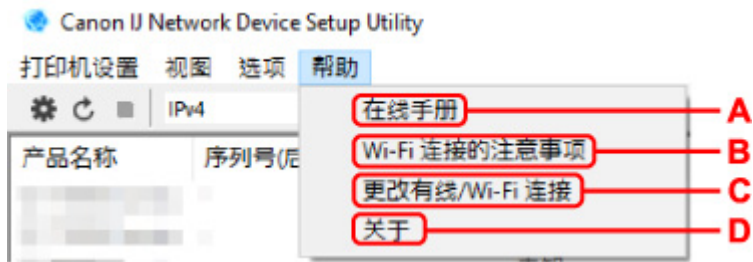 Canon IJ Network Device Setup Utility
打印机设置 视图 选项 帮助
IPv4
在线手册 A
产品名称 序列号(后
Wi-Fi 连接的注意事项 B
更改有线/Wi-Fi 连接 C
关于 D